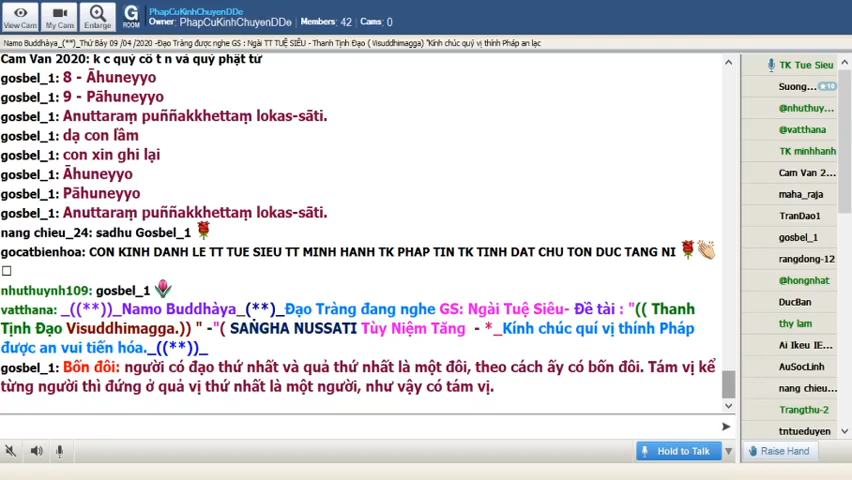 View Cam
My Cam
Enlarge
G ROOM
PhapCuKinhChuyenDDe
Owner: PhapCuKinhChuyenDDe Members: 42 Cams: 0
Namo Buddhàya_(**)_Thứ Bảy 09 /04 /2020 -Đạo Tràng được nghe GS : Ngài TT TUỆ SIÊU - Thanh Tịnh Đạo ( Visuddhimagga) "Kính chúc quý vị thính Pháp an lạc
Cam Van 2020: k c quý cô t n và quý phật tử
gosbel_1: 8 - Āhuneyyo
gosbel_1: 9 - Pāhuneyyo
gosbel_1: Anuttaraṃ puññakkhettaṃ lokas-sāti.
gosbel_1: dạ con lầm
gosbel_1: con xin ghi lại
gosbel_1: Āhuneyyo
gosbel_1: Pāhuneyyo
gosbel_1: Anuttaraṃ puññakkhettaṃ lokas-sāti.
nang chieu_24: sadhu Gosbel_1
gocatbienhoa: CON KINH DANH LE TT TUE SIEU TT MINH HANH TK PHAP TIN TK TINH DAT CHU TON DUC TANG NI
nhuthuynh109: gosbel_1
vatthana: _((**))_Namo Buddhàya_(**)_Đạo Tràng đang nghe GS: Ngài Tuệ Siêu- Đề tài : "(( Thanh
Tịnh Đạo Visuddhimagga.)) " -"( SAṄGHA NUSSATI Tùy Niệm Tăng - *_Kính chúc quí vị thính Pháp
được an vui tiến hóa._((**))_
gosbel_1: Bốn đôi: người có đạo thứ nhất và quả thứ nhất là một đôi, theo cách ấy có bốn đôi. Tám vị kể
từng người thì đứng ở quả vị thứ nhất là một người, như vậy có tám vị.
TK Tue Sieu
Suong... 10
@nhuthuy...
@vatthana
TK minhhanh
Cam Van 2...
maha_raja
TranDao1
gosbel_1
rangdong-12
@hongnhat
DucBan
thy lam
Ai Ikeu IE...
AuSocLinh
nang chieu...
Trangthu-2
tntueduyen
Hold to Talk
Raise Hand